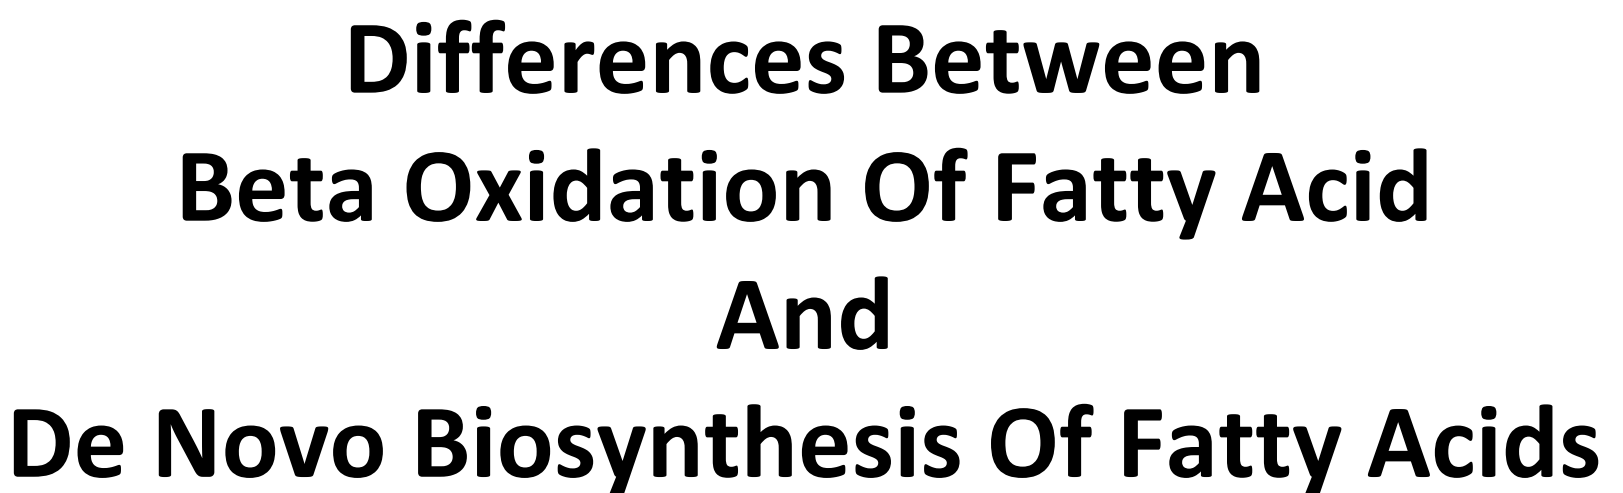 Differences Between
Beta Oxidation Of Fatty Acid
And
De Novo Biosynthesis Of Fatty Acids